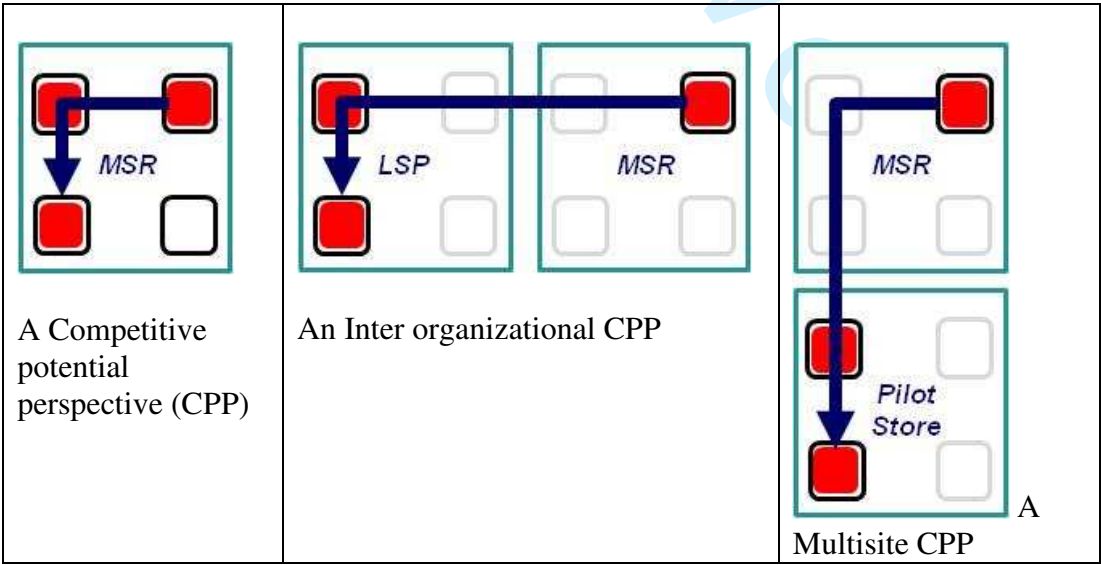 MSR
A Competitive
potential
perspective (CPP)
LSP
MSR
An Inter organizational CPP
MSR
Pilot
Store
A
Multisite CPP